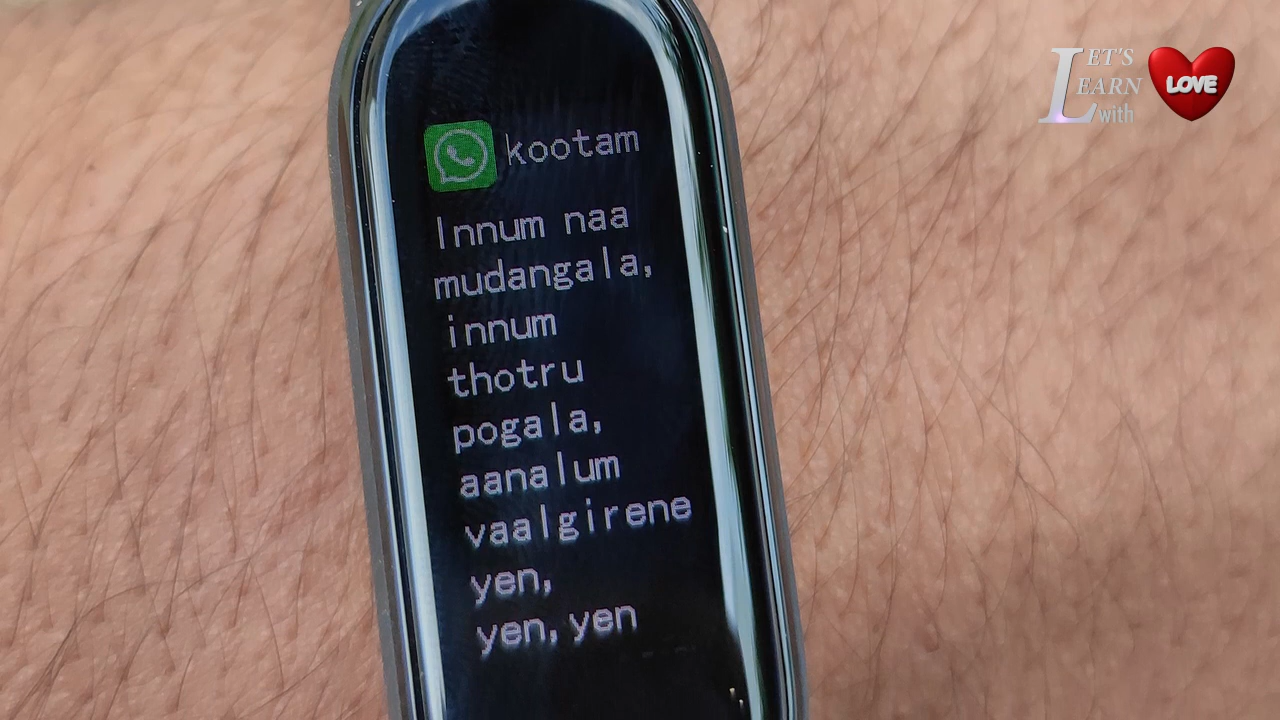 kootam
Innum naa
mudangala,
innum
thotru
pogala,
aanalum
vaalgirene
yen,
yen,yen
LET'S
LEARN
with
LOVE